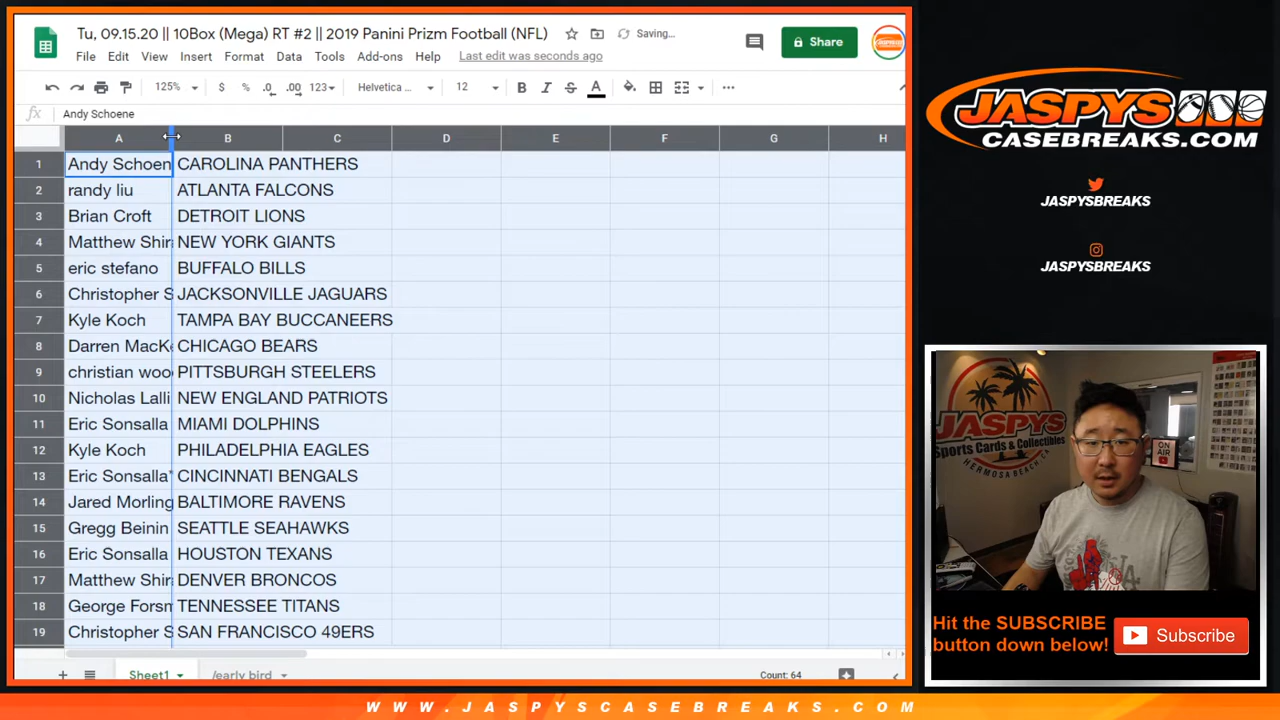 Tu, 09.15.20 || 10Box (Mega) RT #2 || 2019 Panini Prizm Football (NFL)
Saving...
File Edit View Insert Format Data Tools Add-ons Help Last edit was seconds ago
Share
125% $ % .0 .00 123 Helvetica ... 12 B I S A
fx Andy Schoene
A B C D E F G H
1 Andy Schoen CAROLINA PANTHERS
2 randy liu ATLANTA FALCONS
3 Brian Croft DETROIT LIONS
4 Matthew Shir NEW YORK GIANTS
5 eric stefano BUFFALO BILLS
6 Christopher S JACKSONVILLE JAGUARS
7 Kyle Koch TAMPA BAY BUCCANEERS
8 Darren MacKe CHICAGO BEARS
9 christian woo PITTSBURGH STEELERS
10 Nicholas Lalli NEW ENGLAND PATRIOTS
11 Eric Sonsalla MIAMI DOLPHINS
12 Kyle Koch PHILADELPHIA EAGLES
13 Eric Sonsalla* CINCINNATI BENGALS
14 Jared Morling BALTIMORE RAVENS
15 Gregg Beinin SEATTLE SEAHAWKS
16 Eric Sonsalla HOUSTON TEXANS
17 Matthew Shir DENVER BRONCOS
18 George Forsm TENNESSEE TITANS
19 Christopher S SAN FRANCISCO 49ERS
Sheet1 /early bird Count: 64
JASPYS
CASEBREAKS.COM
JASPYSBREAKS
JASPYSBREAKS
JASPYS
Sports Cards & Collectibles
HERMOSA BEACH, CA
ON AIR
Hit the SUBSCRIBE
button down below!
Subscribe
WWW.JASPYSCASEBREAKS.COM